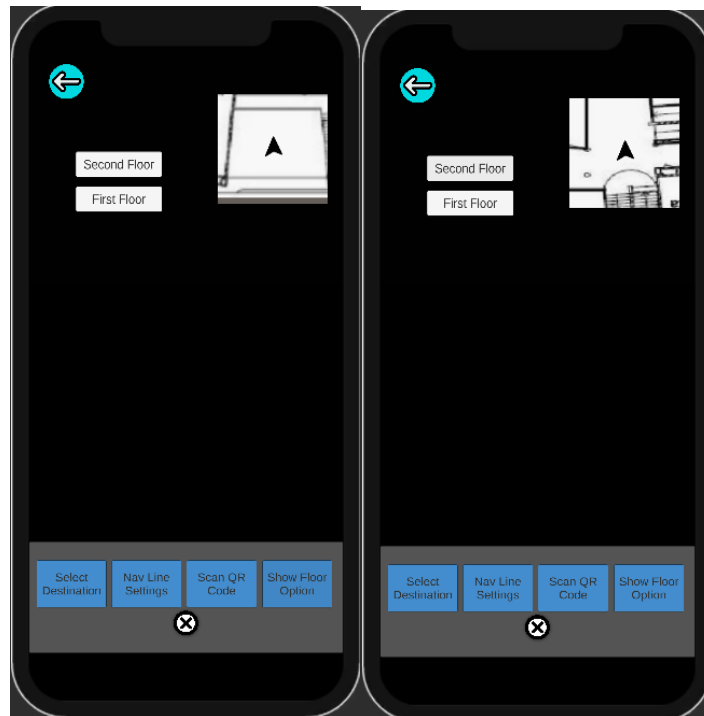 Second Floor
First Floor
Select
Destination
Nav Line
Settings
Scan QR
Code
Show Floor
Option
Second Floor
First Floor
Select
Destination
Nav Line
Settings
Scan QR
Code
Show Floor
Option